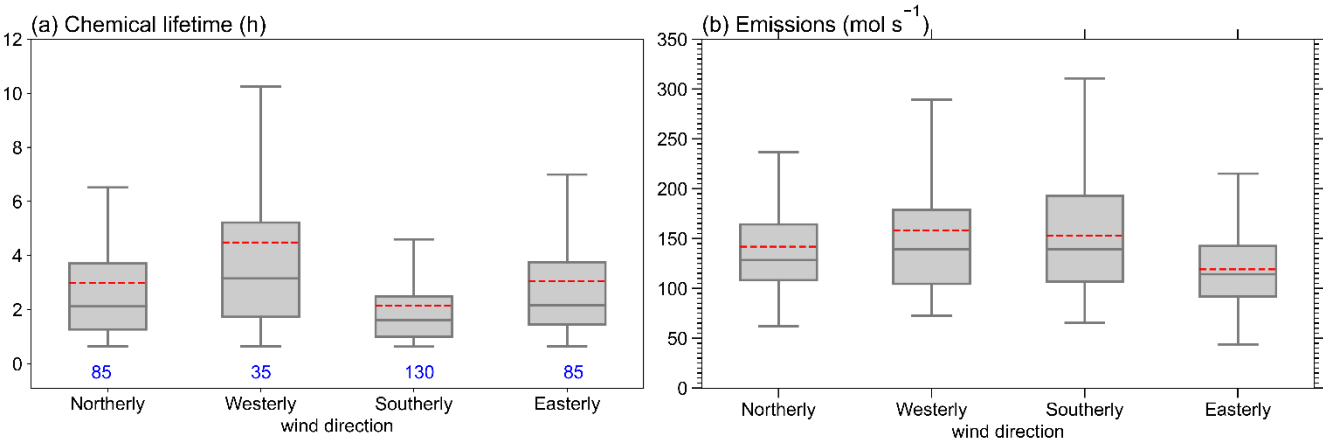 (a) Chemical lifetime (h)
12
10
8
6
4
2
0
85 35 130 85
Northerly Westerly Southerly Easterly
wind direction
(b) Emissions (mol s⁻¹)
350
300
250
200
150
100
50
0
Northerly Westerly Southerly Easterly
wind direction